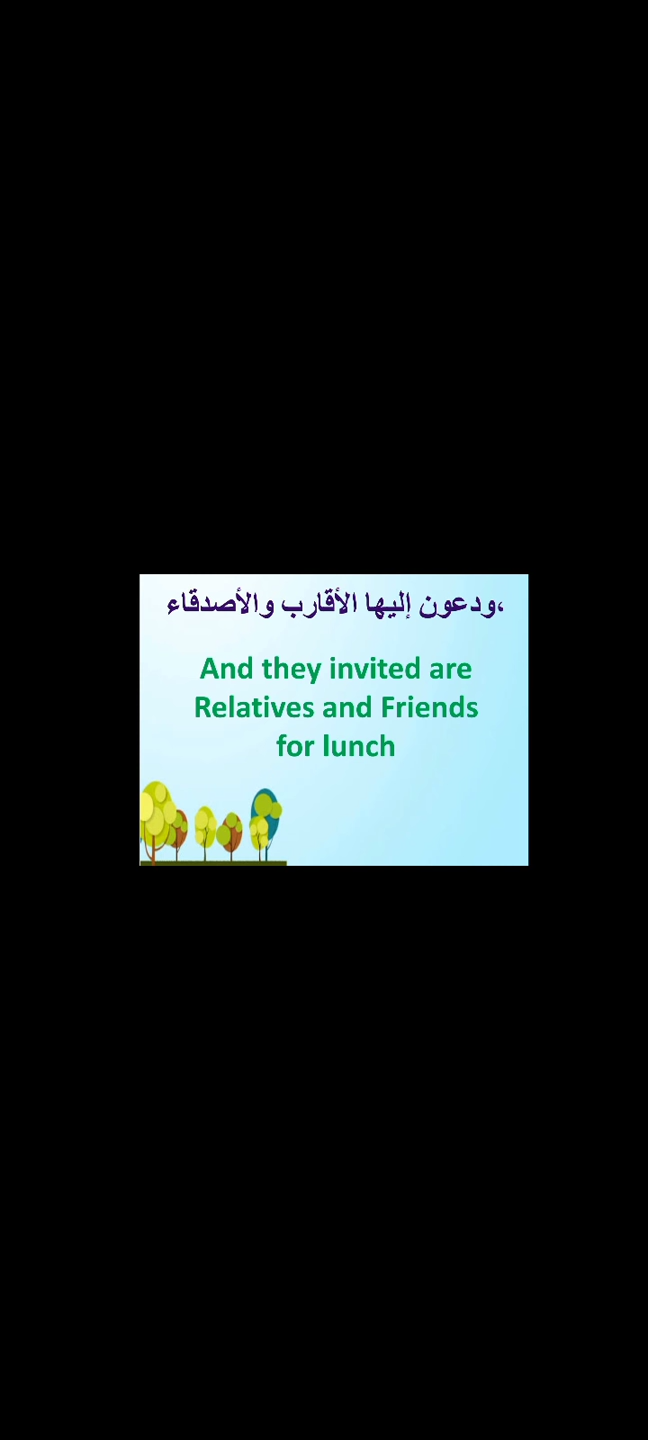 ،ودعون إليها الأقارب والأصدقاء
And they invited are
Relatives and Friends
for lunch